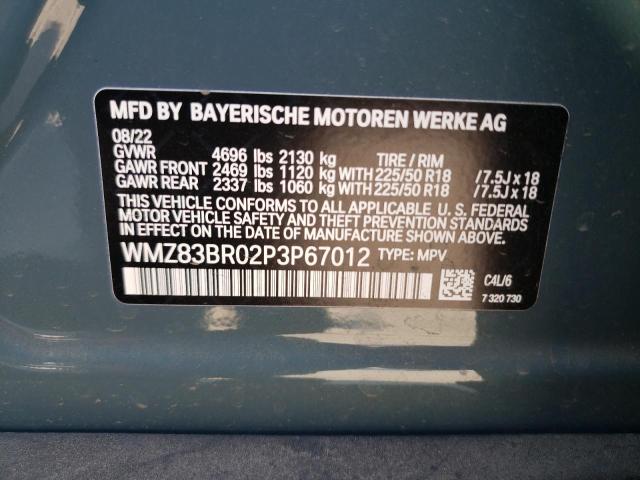 MFD BY BAYERISCHE MOTOREN WERKE AG
08/22
GVWR 4696 lbs 2130 kg TIRE / RIM
GAWR FRONT 2469 lbs 1120 kg WITH 225/50 R18 /7.5J x 18
GAWR REAR 2337 lbs 1060 kg WITH 225/50 R18 /7.5J x 18
THIS VEHICLE CONFORMS TO ALL APPLICABLE U. S. FEDERAL
MOTOR VEHICLE SAFETY AND THEFT PREVENTION STANDARDS
IN EFFECT ON THE DATE OF MANUFACTURE SHOWN ABOVE.
WMZ83BR02P3P67012 TYPE: MPV
C4L/6
7 320 730